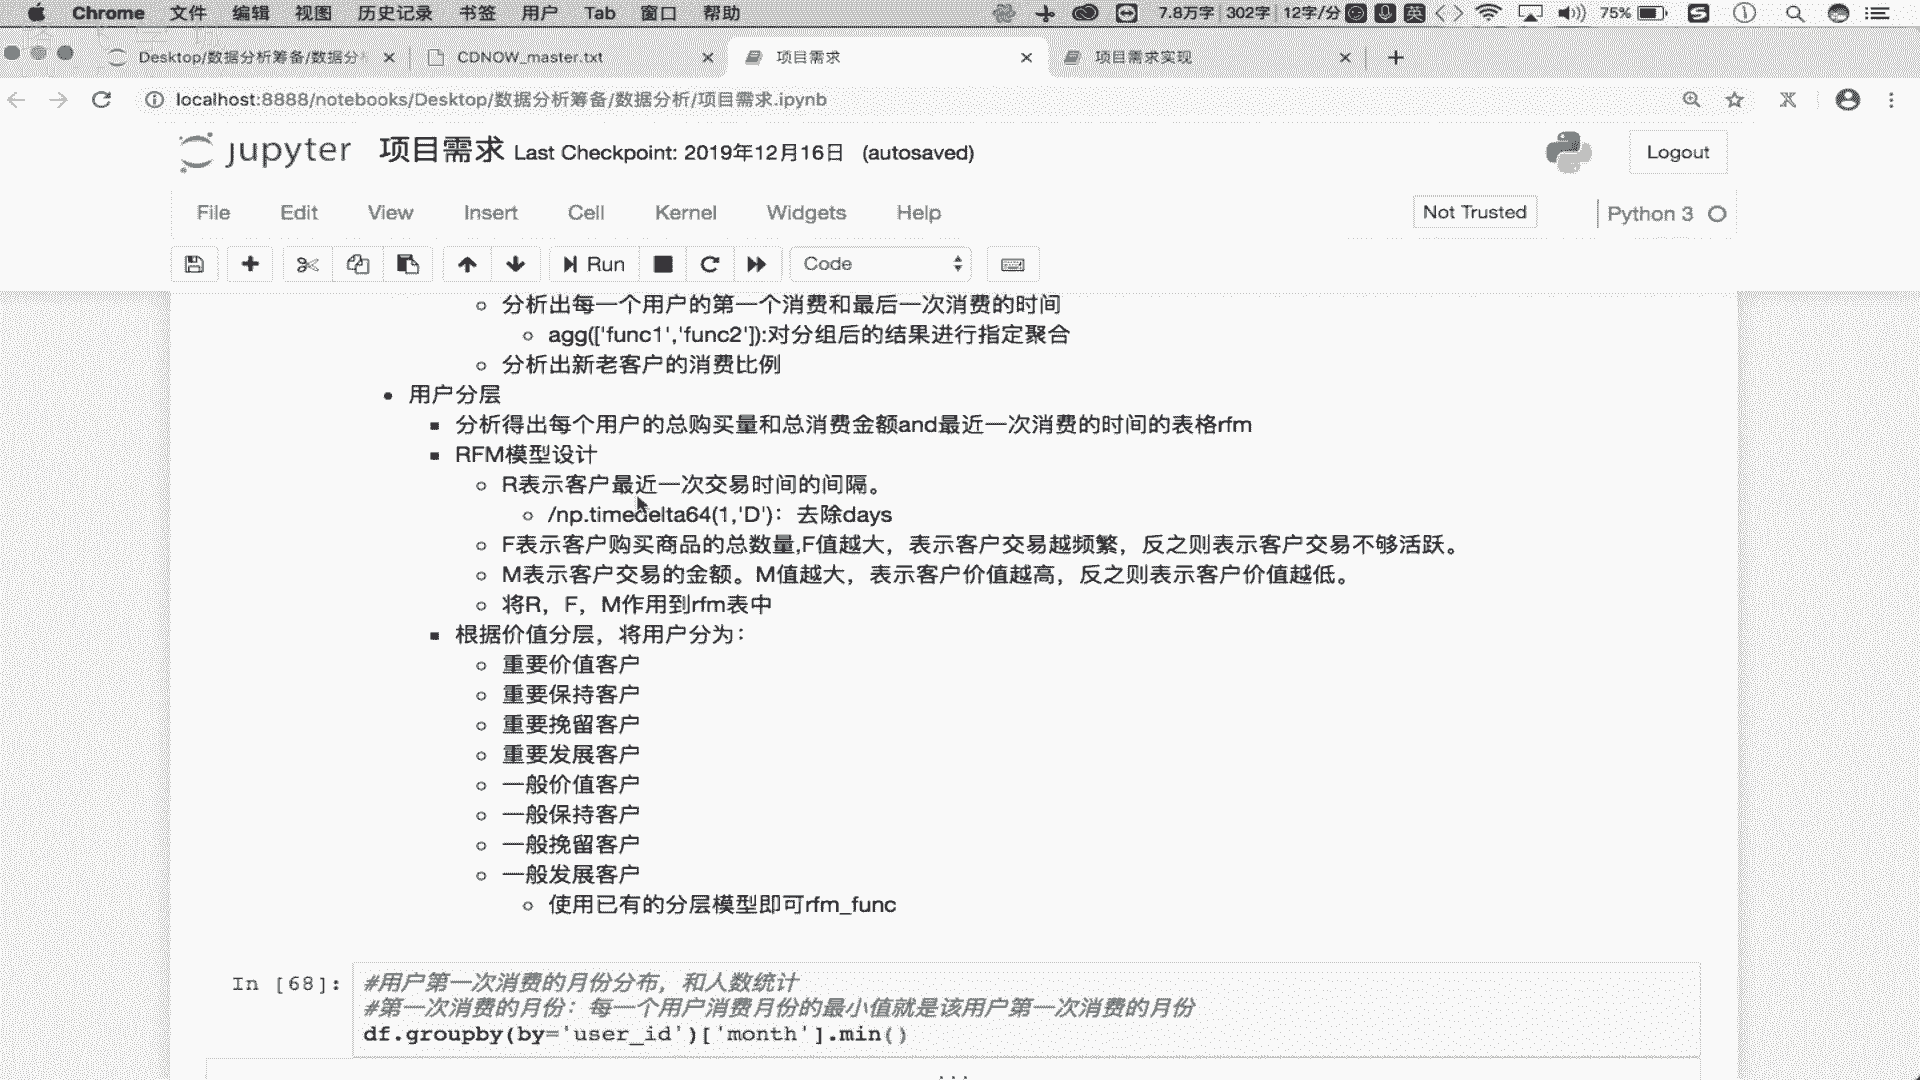 Chrome 文件 编辑 视图 历史记录 书签 用户 Tab 窗口 帮助 7.8万字 302字 12字/分 英 75%
Desktop/数据分析筹备/数据分 CDNOW_master.txt 项目需求 项目需求实现
localhost:8888/notebooks/Desktop/数据分析筹备/数据分析/项目需求.ipynb
jupyter 项目需求 Last Checkpoint: 2019年12月16日 (autosaved) Logout
File Edit View Insert Cell Kernel Widgets Help Not Trusted Python 3
Run Code
分析出每一个用户的第一个消费和最后一次消费的时间
agg(['func1','func2']):对分组后的结果进行指定聚合
分析出新老客户的消费比例
用户分层
分析得出每个用户的总购买量和总消费金额and最近一次消费的时间的表格rfm
RFM模型设计
R表示客户最近一次交易时间的间隔。
/np.timedelta64(1,'D')：去除days
F表示客户购买商品的总数量,F值越大，表示客户交易越频繁，反之则表示客户交易不够活跃。
M表示客户交易的金额。M值越大，表示客户价值越高，反之则表示客户价值越低。
将R，F，M作用到rfm表中
根据价值分层，将用户分为：
重要价值客户
重要保持客户
重要挽留客户
重要发展客户
一般价值客户
一般保持客户
一般挽留客户
一般发展客户
使用已有的分层模型即可rfm_func
In [68]: #用户第一次消费的月份分布，和人数统计
#第一次消费的月份：每一个用户消费月份的最小值就是该用户第一次消费的月份
df.groupby(by='user_id')['month'].min()
...